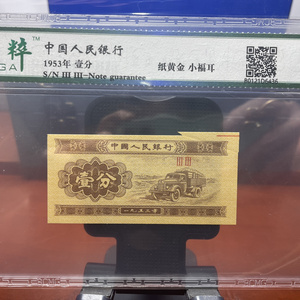 粹™
GA
中国人民银行
1953年 壹分
S/N III III-Note guarantee
纸黄金 小福耳
中国人民银行
III III
壹分
一九五三年